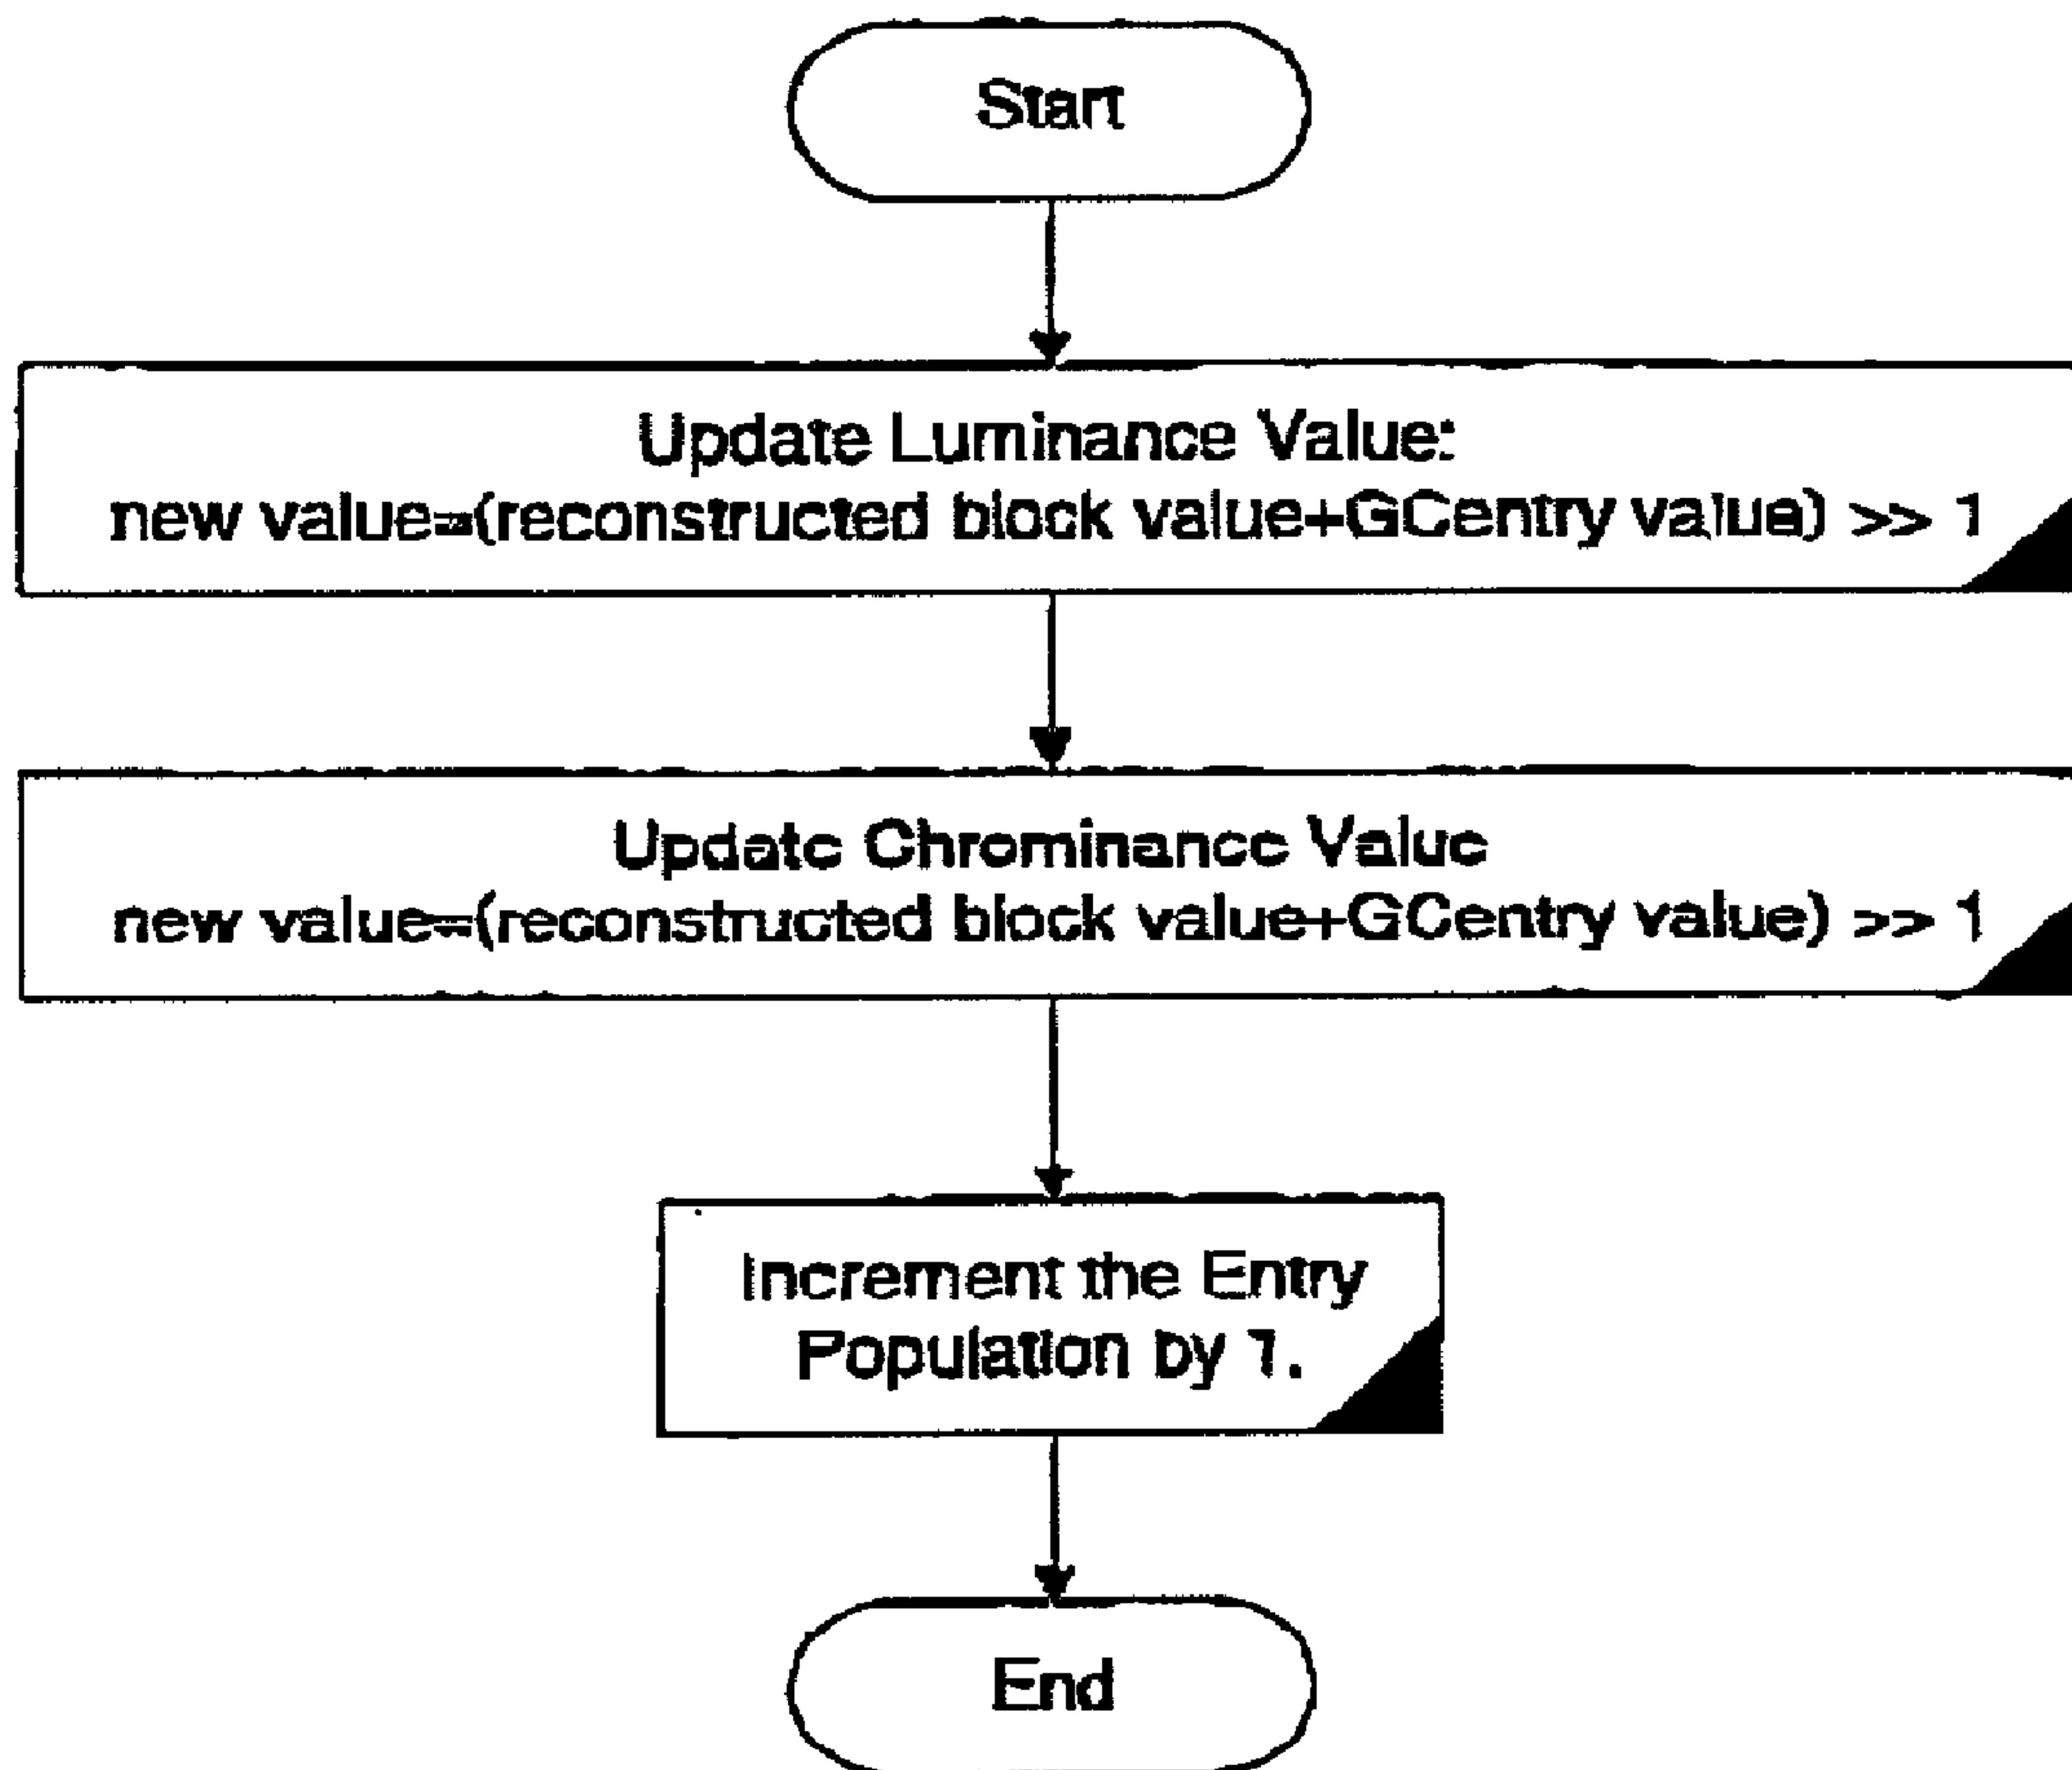 Start
Update Luminance Value:
new value=(reconstructed block value+GCentry value) >> 1
Update Chrominance Value
new value=(reconstructed block value+GCentry value) >> 1
Increment the Entry
Population by 1.
End